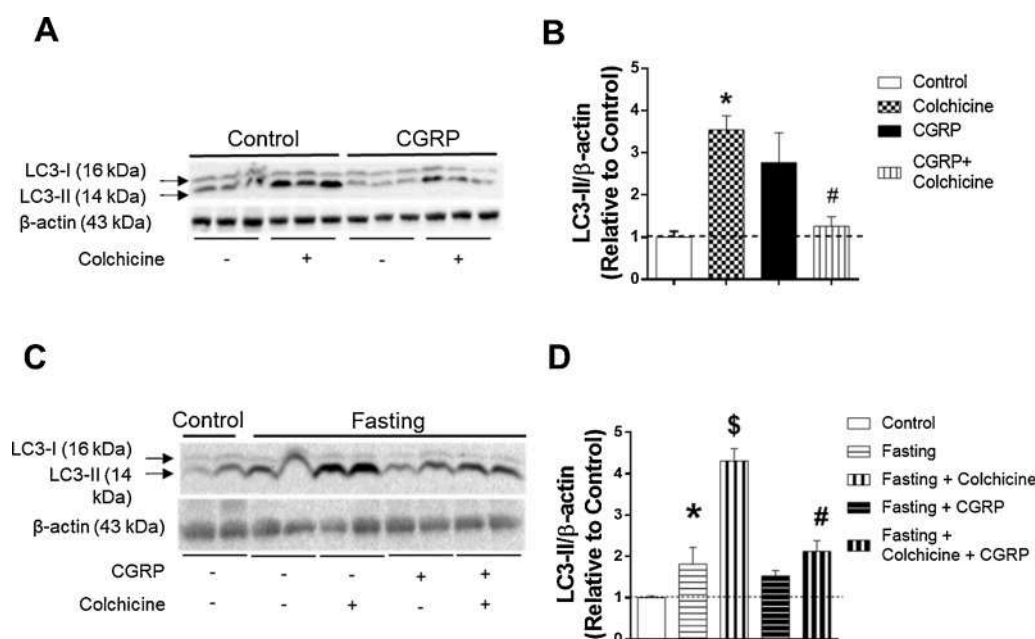 A
Control
CGRP
LC3-I (16 kDa)
LC3-II (14 kDa)
β-actin (43 kDa)
- + - +
Colchicine
B
LC3-II/β-actin
(Relative to Control)
5
4
3
2
1
0
*
#
Control
Colchicine
CGRP
CGRP+
Colchicine
C
Control
Fasting
LC3-I (16 kDa)
LC3-II (14
kDa)
β-actin (43 kDa)
CGRP - - - + +
Colchicine - - + - +
D
LC3-II/β-actin
(Relative to Control)
5
4
3
2
1
0
*
$
#
Control
Fasting
Fasting + Colchicine
Fasting + CGRP
Fasting +
Colchicine + CGRP